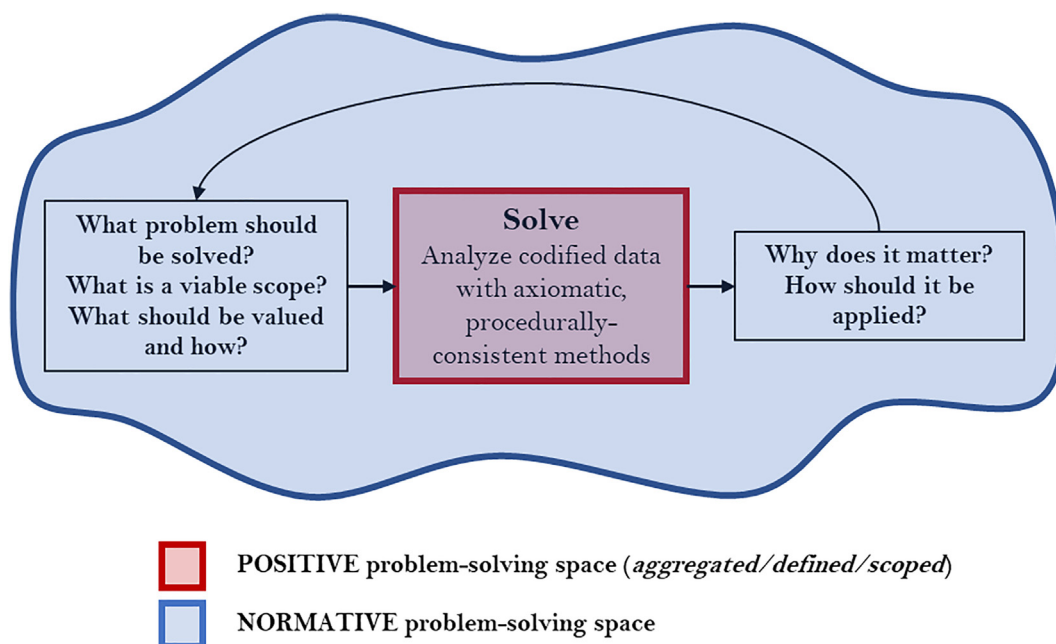 What problem should
be solved?
What is a viable scope?
What should be valued
and how?
Solve
Analyze codified data
with axiomatic,
procedurally-
consistent methods
Why does it matter?
How should it be
applied?
POSITIVE problem-solving space (aggregated/defined/scoped)
NORMATIVE problem-solving space